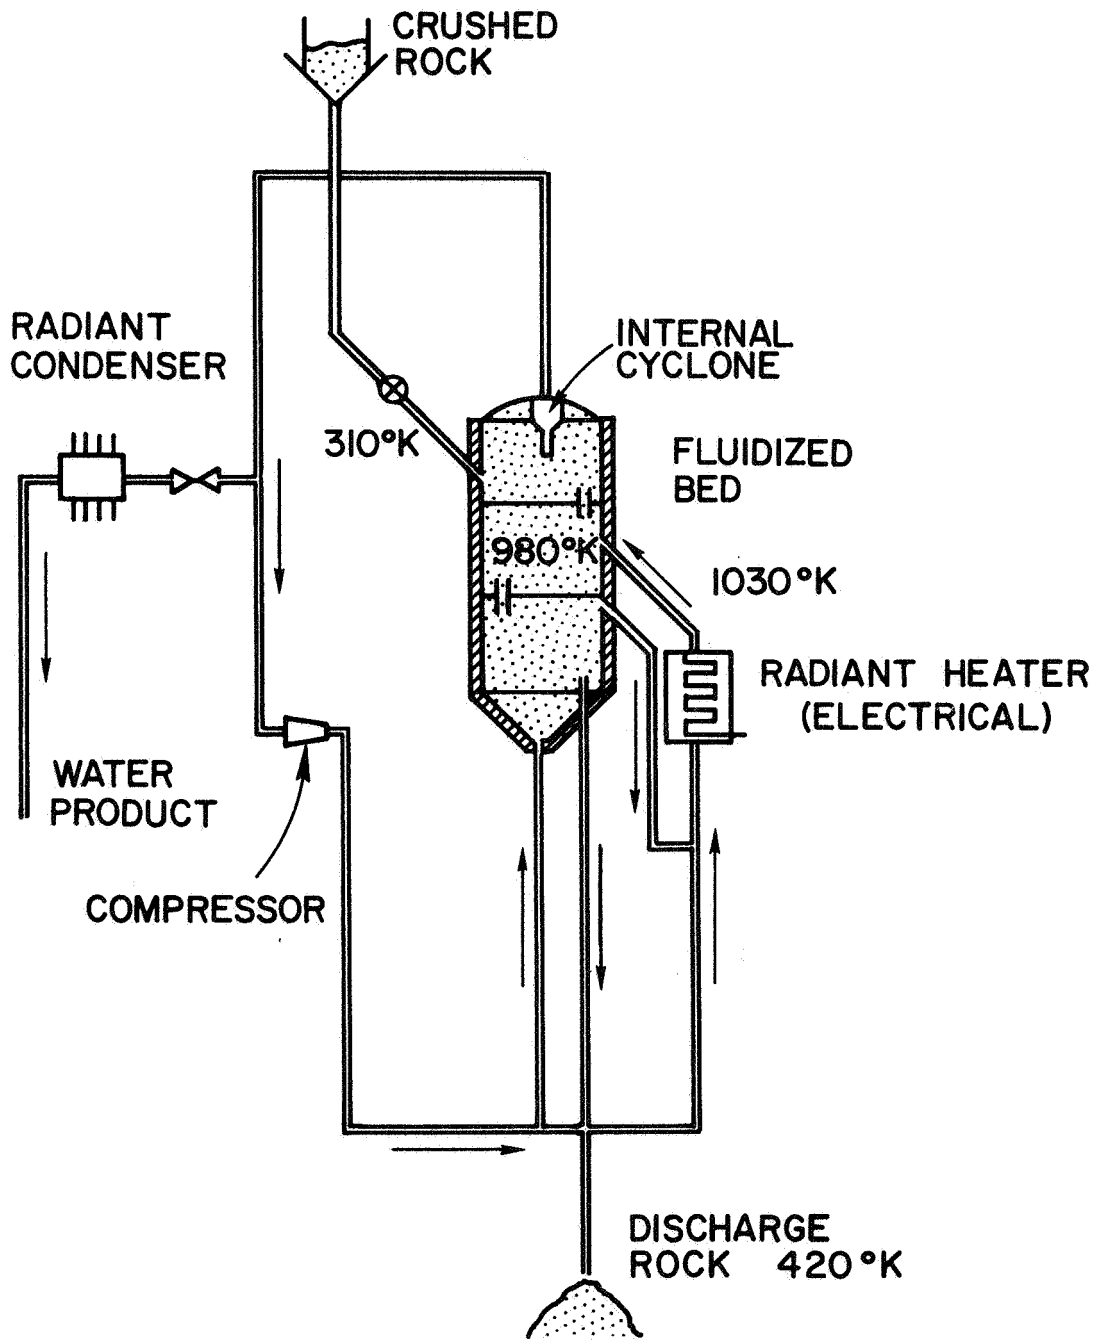 CRUSHED
ROCK
RADIANT
CONDENSER
INTERNAL
CYCLONE
310°K
FLUIDIZED
BED
980°K
1030°K
RADIANT HEATER
(ELECTRICAL)
WATER
PRODUCT
COMPRESSOR
DISCHARGE
ROCK 420°K